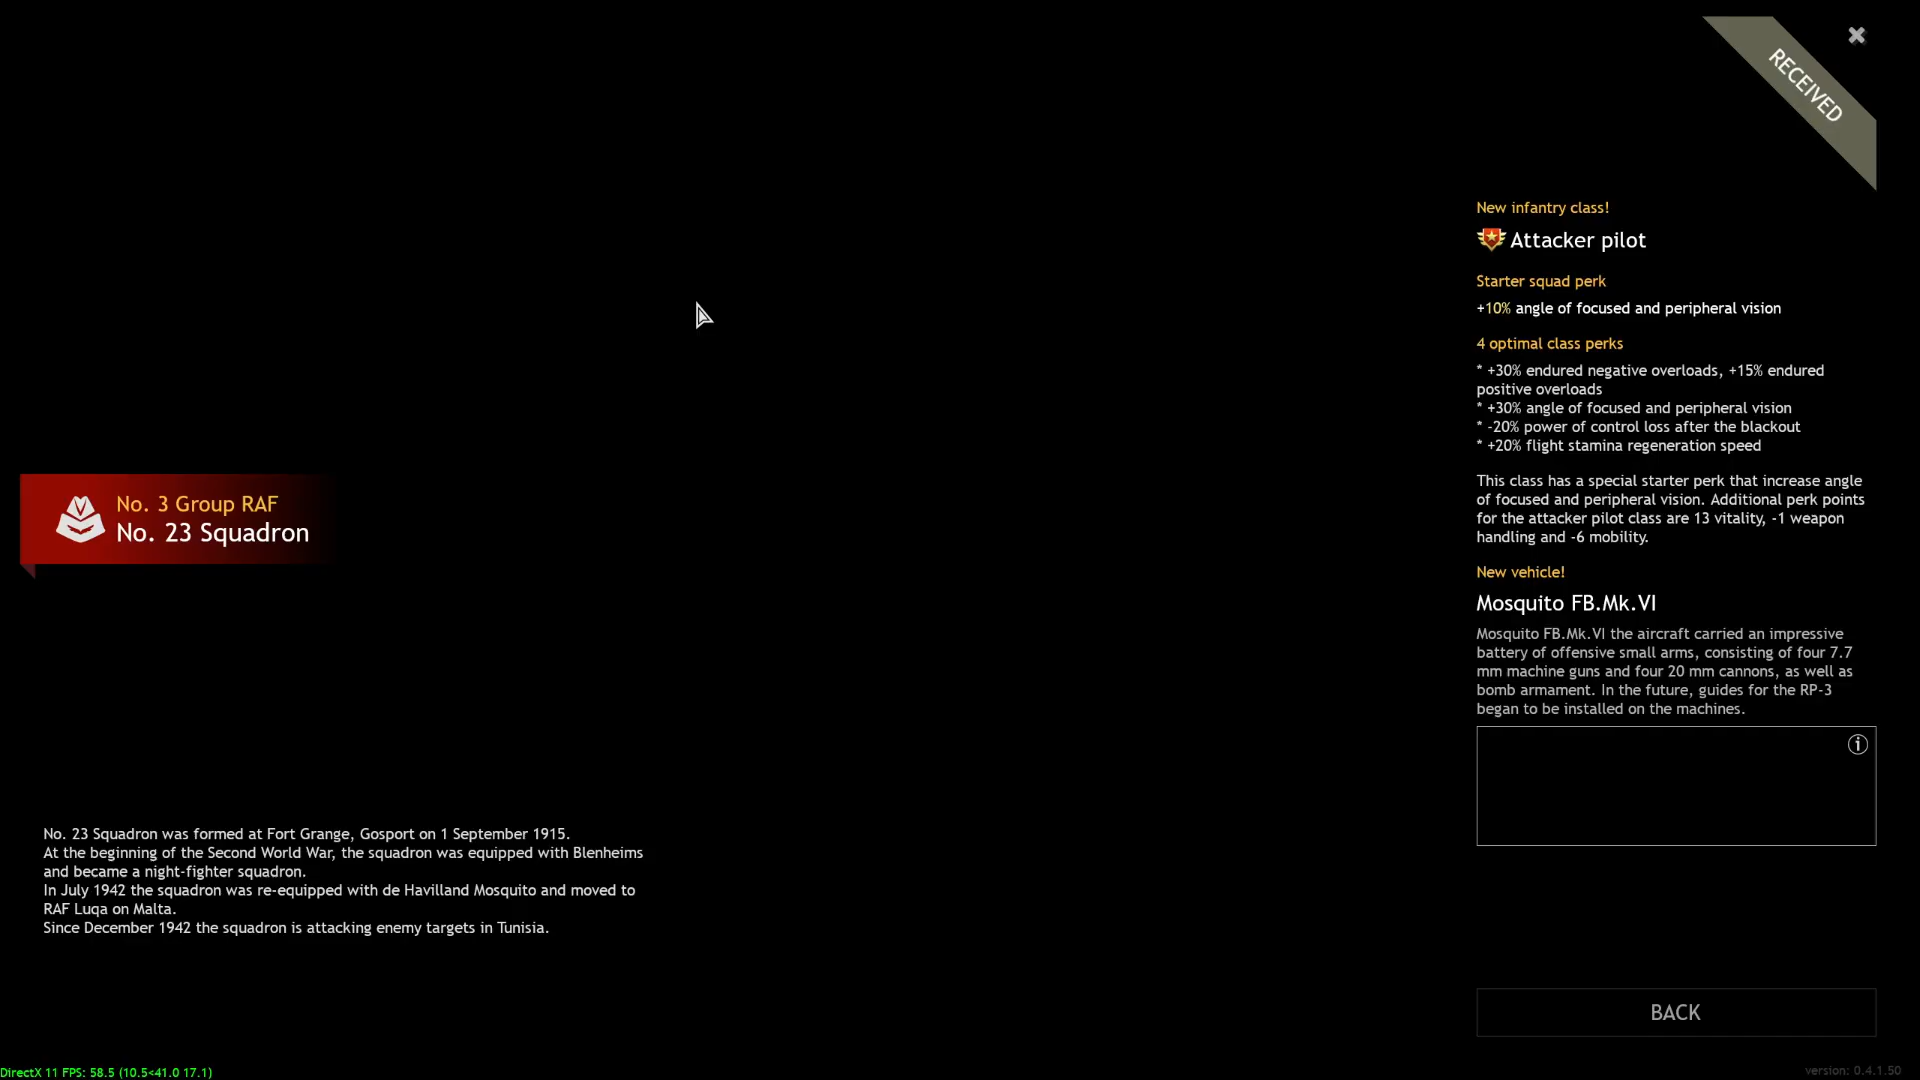 RECEIVED
New infantry class!
Attacker pilot
Starter squad perk
+10% angle of focused and peripheral vision
4 optimal class perks
* +30% endured negative overloads, +15% endured
positive overloads
* +30% angle of focused and peripheral vision
* -20% power of control loss after the blackout
* +20% flight stamina regeneration speed
This class has a special starter perk that increase angle
of focused and peripheral vision. Additional perk points
for the attacker pilot class are 13 vitality, -1 weapon
handling and -6 mobility.
New vehicle!
Mosquito FB.Mk.VI
Mosquito FB.Mk.VI the aircraft carried an impressive
battery of offensive small arms, consisting of four 7.7
mm machine guns and four 20 mm cannons, as well as
bomb armament. In the future, guides for the RP-3
began to be installed on the machines.
No. 3 Group RAF
No. 23 Squadron
No. 23 Squadron was formed at Fort Grange, Gosport on 1 September 1915.
At the beginning of the Second World War, the squadron was equipped with Blenheims
and became a night-fighter squadron.
In July 1942 the squadron was re-equipped with de Havilland Mosquito and moved to
RAF Luqa on Malta.
Since December 1942 the squadron is attacking enemy targets in Tunisia.
BACK
DirectX 11 FPS: 58.5 (10.5<41.0 17.1)
version: 0.4.1.50